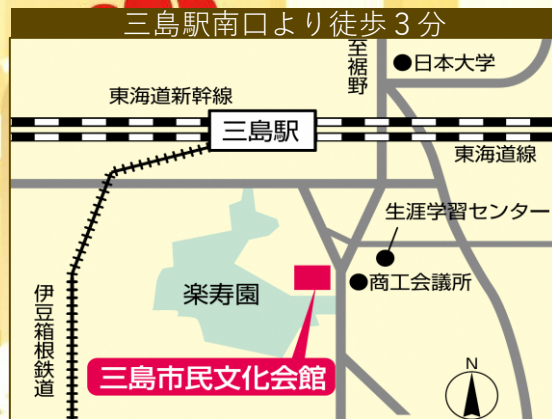 三島駅南口より徒歩３分
至裾野
日本大学
東海道新幹線
三島駅
東海道線
生涯学習センター
商工会議所
楽寿園
伊豆箱根鉄道
三島市民文化会館
N